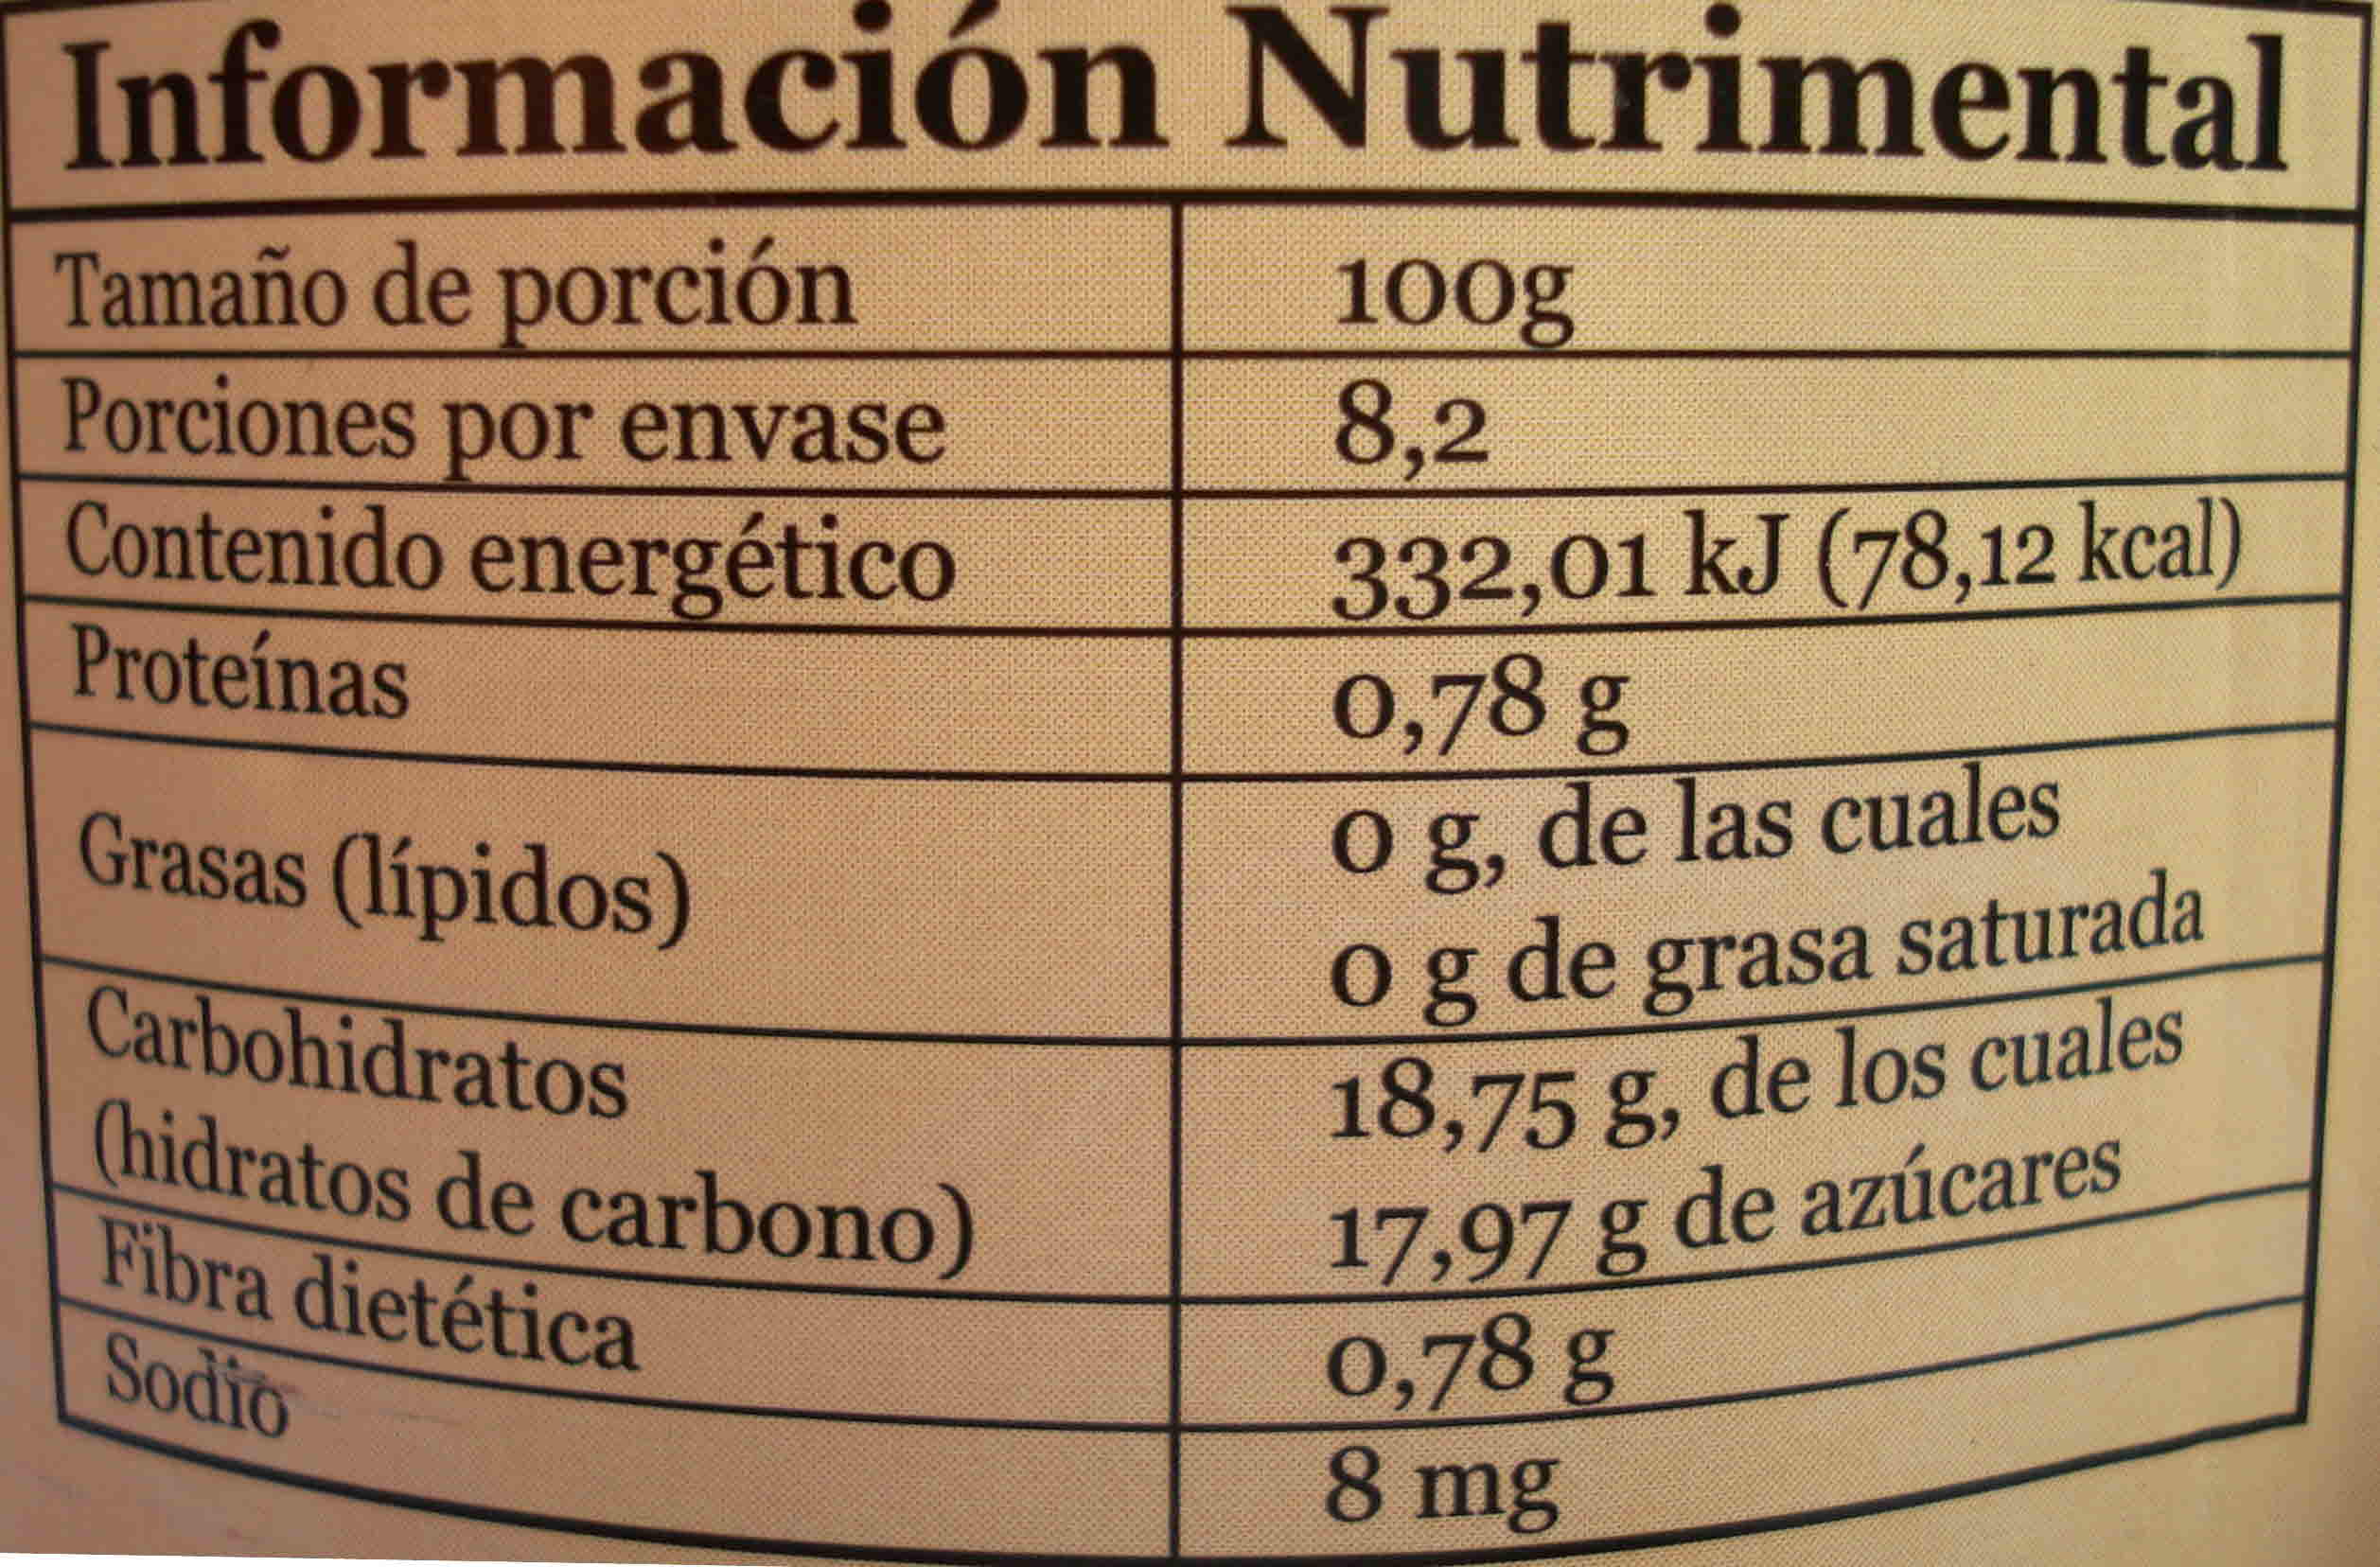 Información Nutrimental
Tamaño de porción 100g
Porciones por envase 8,2
Contenido energético 332,01 kJ (78,12 kcal)
Proteínas 0,78 g
Grasas (lípidos) 0 g, de las cuales
0 g de grasa saturada
Carbohidratos 18,75 g, de los cuales
(hidratos de carbono) 17,97 g de azúcares
Fibra dietética 0,78 g
Sodio 8 mg